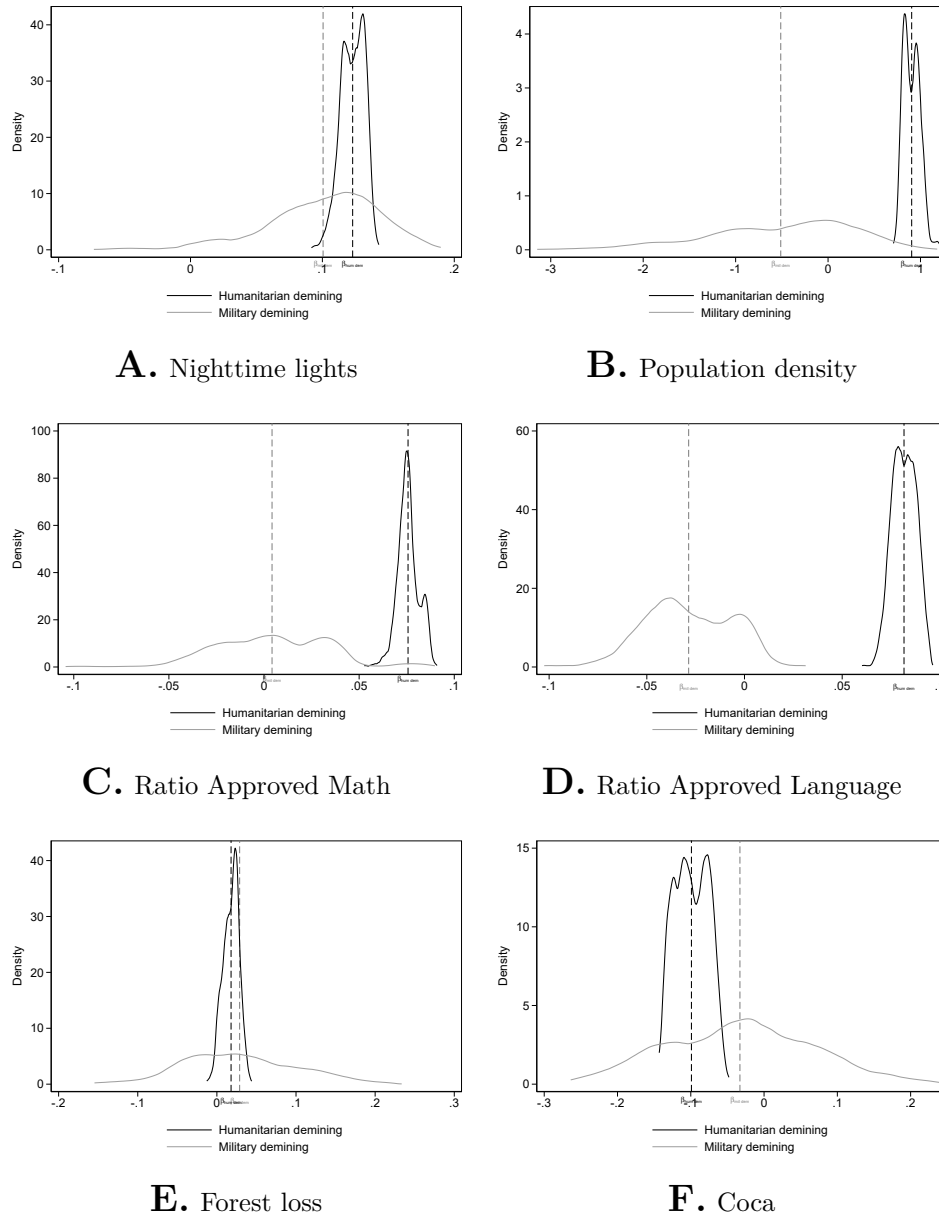 Density
40
30
20
10
0
-.1 0 .1 .2
Humanitarian demining
Military demining
A. Nighttime lights
Density
4
3
2
1
0
-3 -2 -1 0 1
Humanitarian demining
Military demining
B. Population density
Density
100
80
60
40
20
0
-.1 -.05 0 .05 .1
Humanitarian demining
Military demining
C. Ratio Approved Math
Density
60
40
20
0
-.1 -.05 0 .05
Humanitarian demining
Military demining
D. Ratio Approved Language
Density
40
30
20
10
0
-.2 -.1 0 .1 .2 .3
Humanitarian demining
Military demining
E. Forest loss
Density
15
10
5
0
-.3 -.2 -.1 0 .1 .2
Humanitarian demining
Military demining
F. Coca